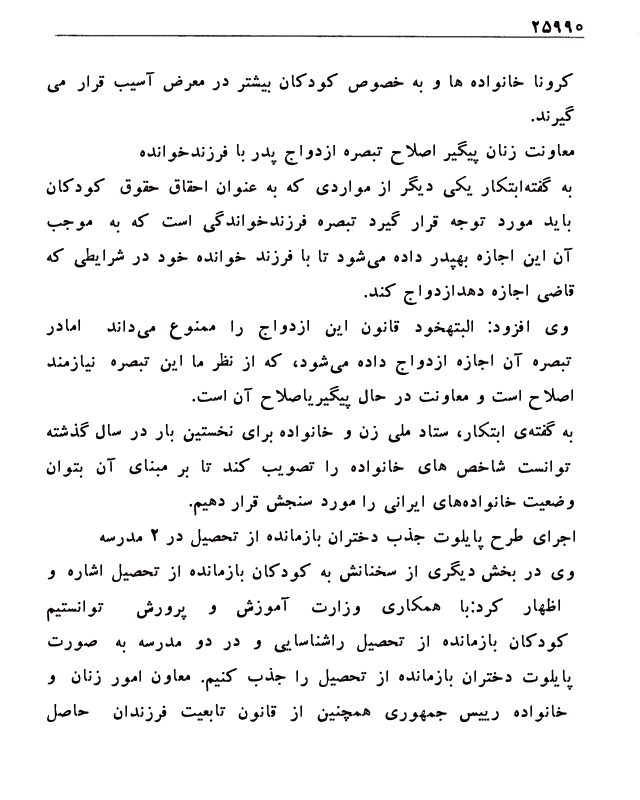 ۲۵۹۹۰
کرونا خانواده ها و به خصوص کودکان بیشتر در معرض آسیب قرار می
گیرند.
معاونت زنان پیگیر اصلاح تبصره ازدواج پدر با فرزندخوانده
به گفته‌ابتکار یکی دیگر از مواردی که به عنوان احقاق حقوق کودکان
باید مورد توجه قرار گیرد تبصره فرزندخواندگی است که به موجب
آن این اجازه بهپدر داده می‌شود تا با فرزند خوانده خود در شرایطی که
قاضی اجازه دهدازدواج کند.
وی افزود: البتهخود قانون این ازدواج را ممنوع می‌داند امادر
تبصره آن اجازه ازدواج داده می‌شود، که از نظر ما این تبصره نیازمند
اصلاح است و معاونت در حال پیگیریاصلاح آن است.
به گفته‌ی ابتکار، ستاد ملی زن و خانواده برای نخستین بار در سال گذشته
توانست شاخص های خانواده را تصویب کند تا بر مبنای آن بتوان
وضعیت خانواده‌های ایرانی را مورد سنجش قرار دهیم.
اجرای طرح پایلوت جذب دختران بازمانده از تحصیل در ۲ مدرسه
وی در بخش دیگری از سخنانش به کودکان بازمانده از تحصیل اشاره و
اظهار کرد:با همکاری وزارت آموزش و پرورش توانستیم
کودکان بازمانده از تحصیل راشناسایی و در دو مدرسه به صورت
پایلوت دختران بازمانده از تحصیل را جذب کنیم. معاون امور زنان و
خانواده رییس جمهوری همچنین از قانون تابعیت فرزندان حاصل